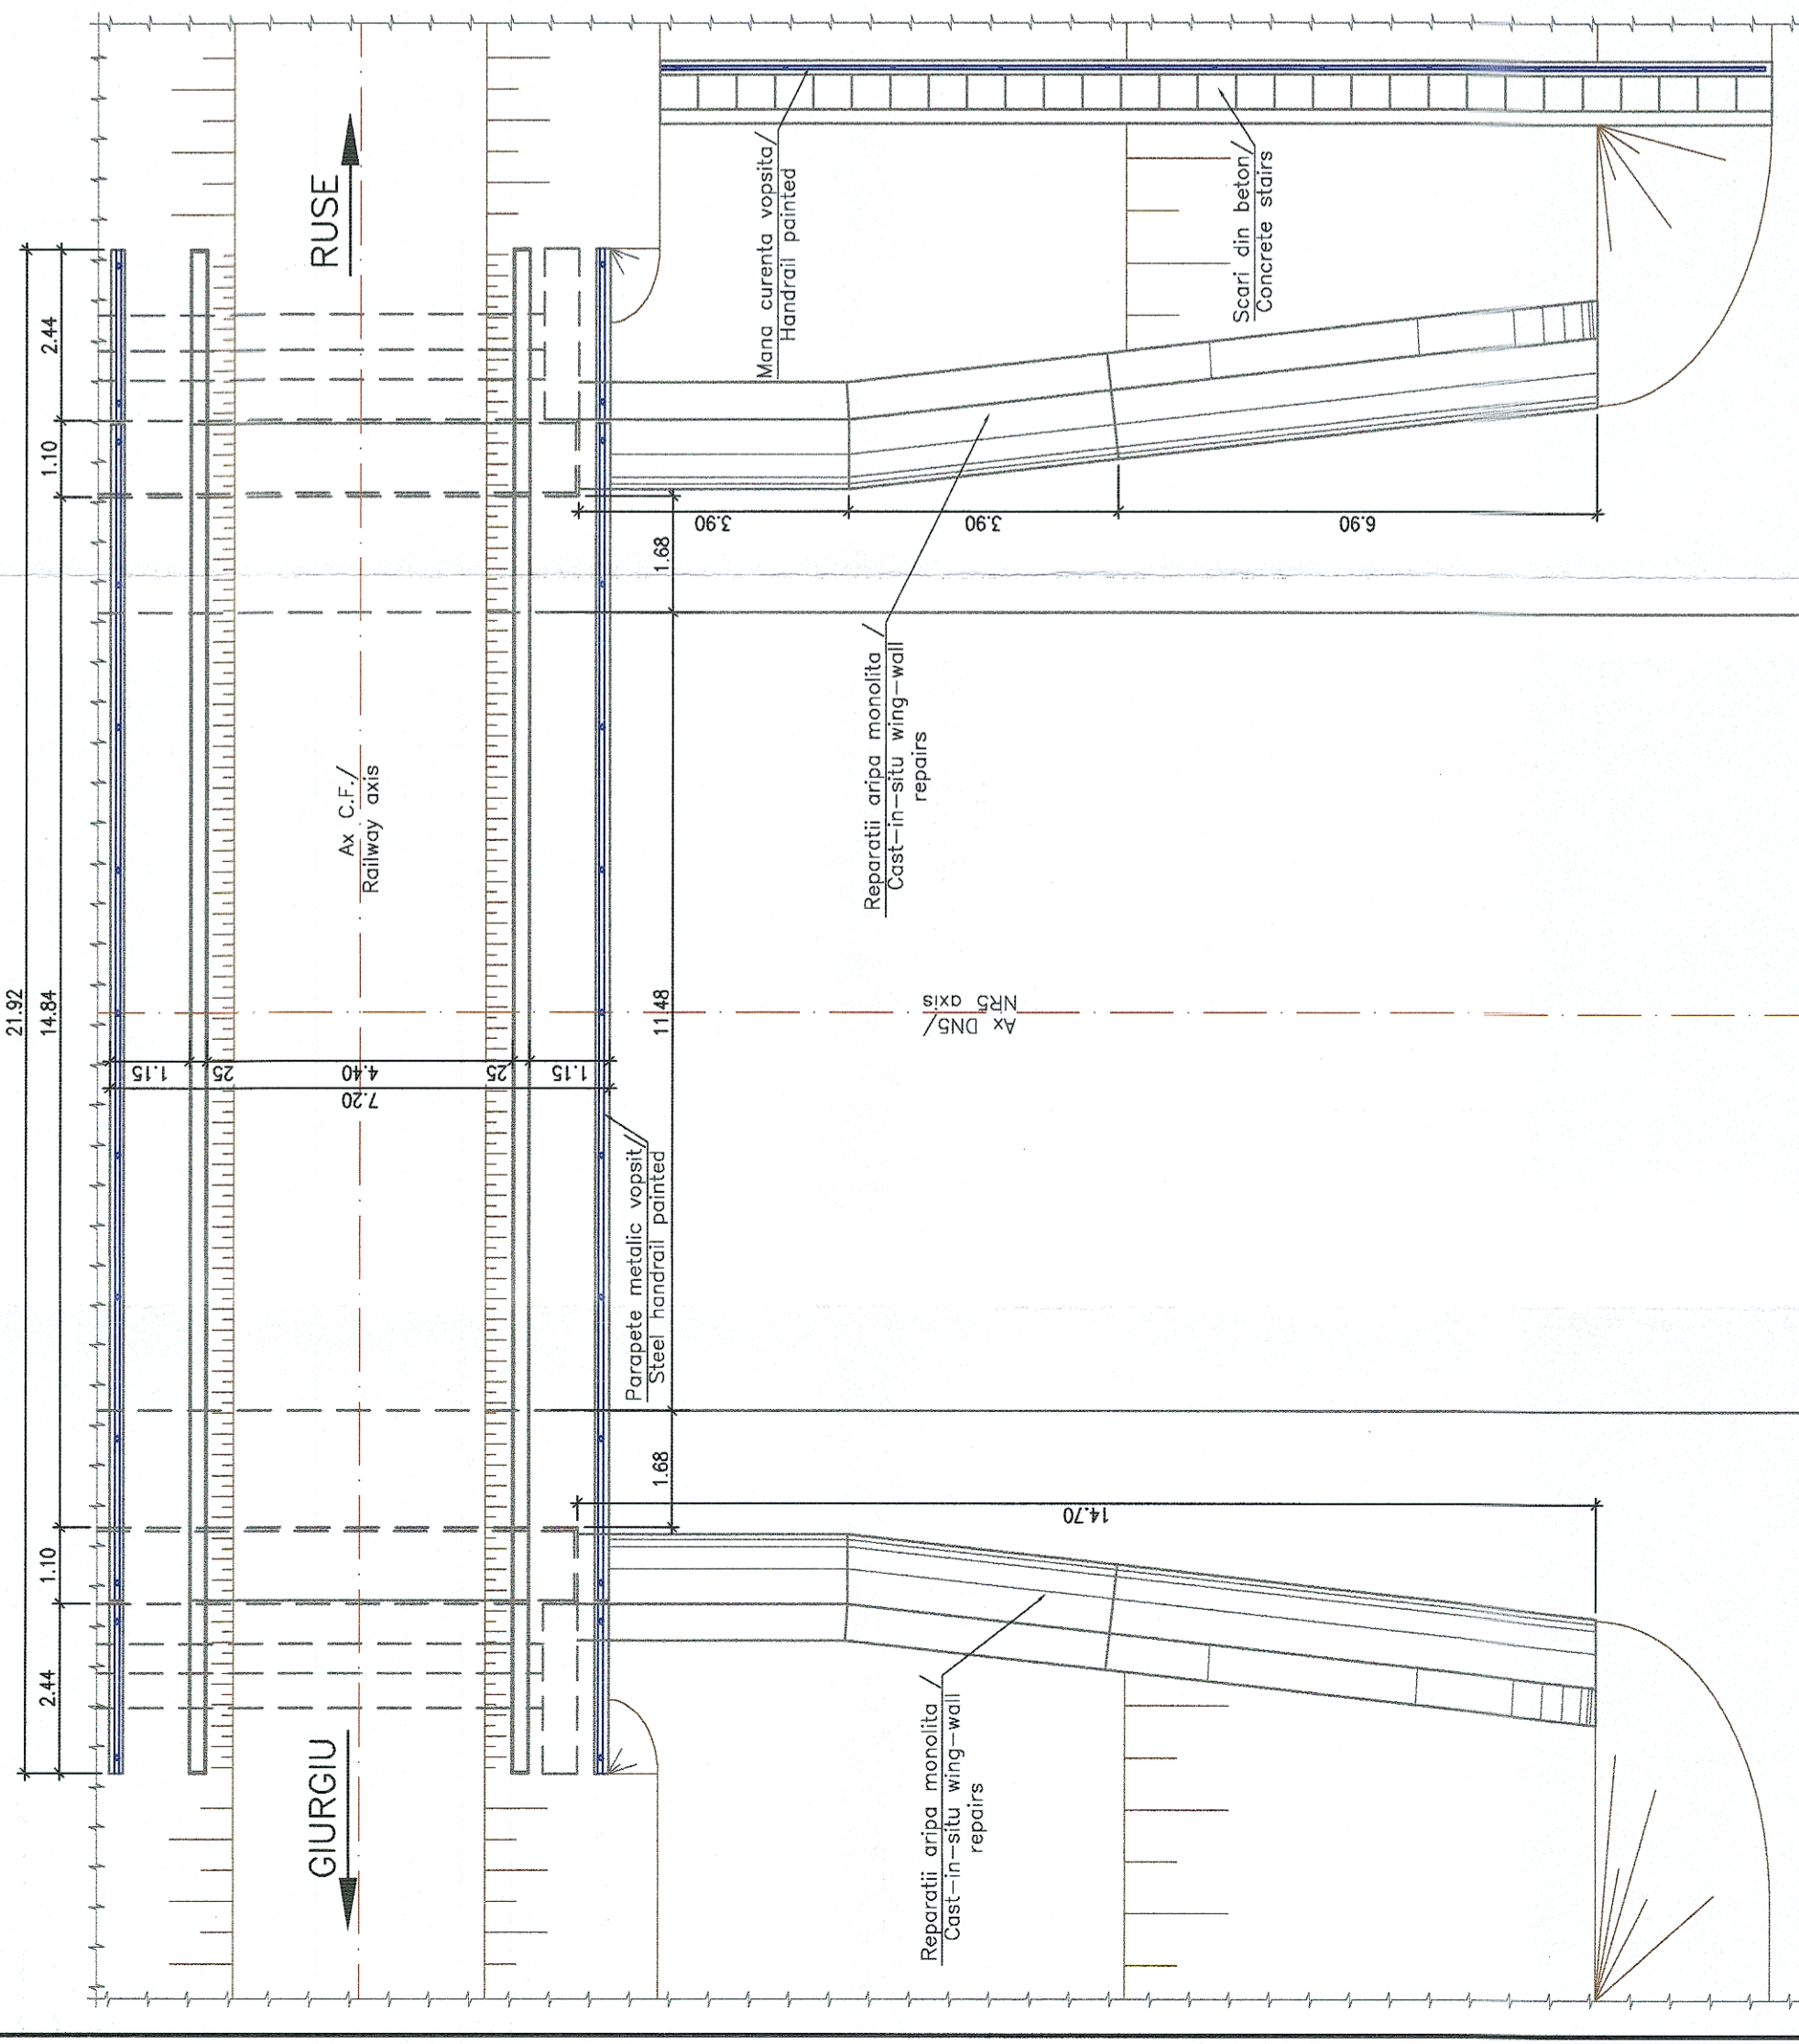 21.92
2.44
1.10
14.84
1.10
2.44
GIURGIU
RUSE
Ax C.F./
Railway axis
1.15
25
4.40
25
1.15
7.20
1.68
11.48
1.68
Parapete metalic vopsit/
Steel handrail painted
Mana curenta vopsita/
Handrail painted
Scari din beton/
Concrete stairs
3.90
3.90
6.90
Reparatii aripa monolita /
Cast-in-situ wing-wall
repairs
Ax DN5/
NR5 axis
14.70
Reparatii aripa monolita /
Cast-in-situ wing-wall
repairs